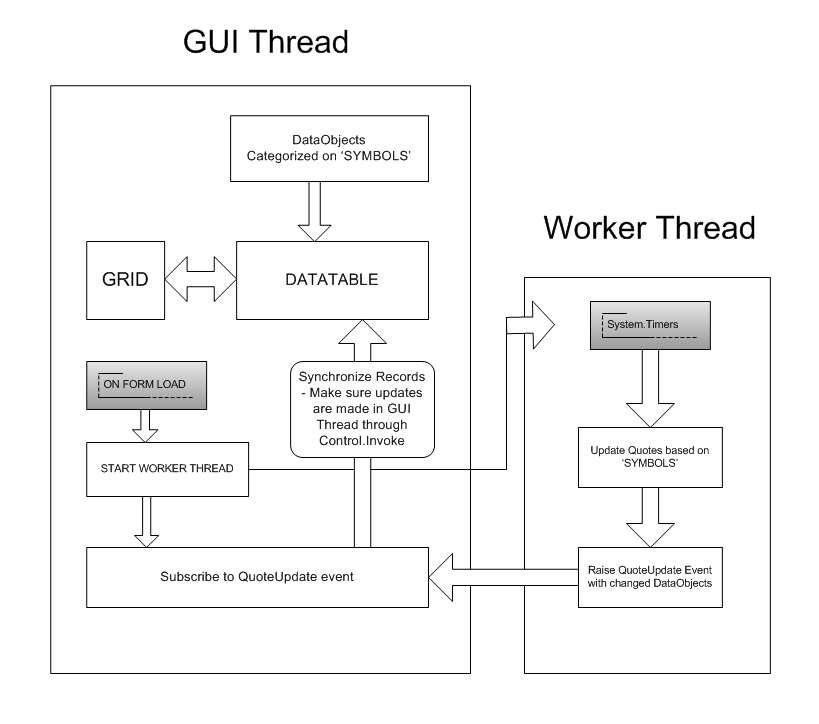 GUI Thread
DataObjects
Categorized on ‘SYMBOLS’
Worker Thread
GRID
DATATABLE
System.Timers
ON FORM LOAD
Synchronize Records
- Make sure updates
are made in GUI
Thread through
Control.Invoke
START WORKER THREAD
Update Quotes based on
‘SYMBOLS’
Subscribe to QuoteUpdate event
Raise QuoteUpdate Event
with changed DataObjects